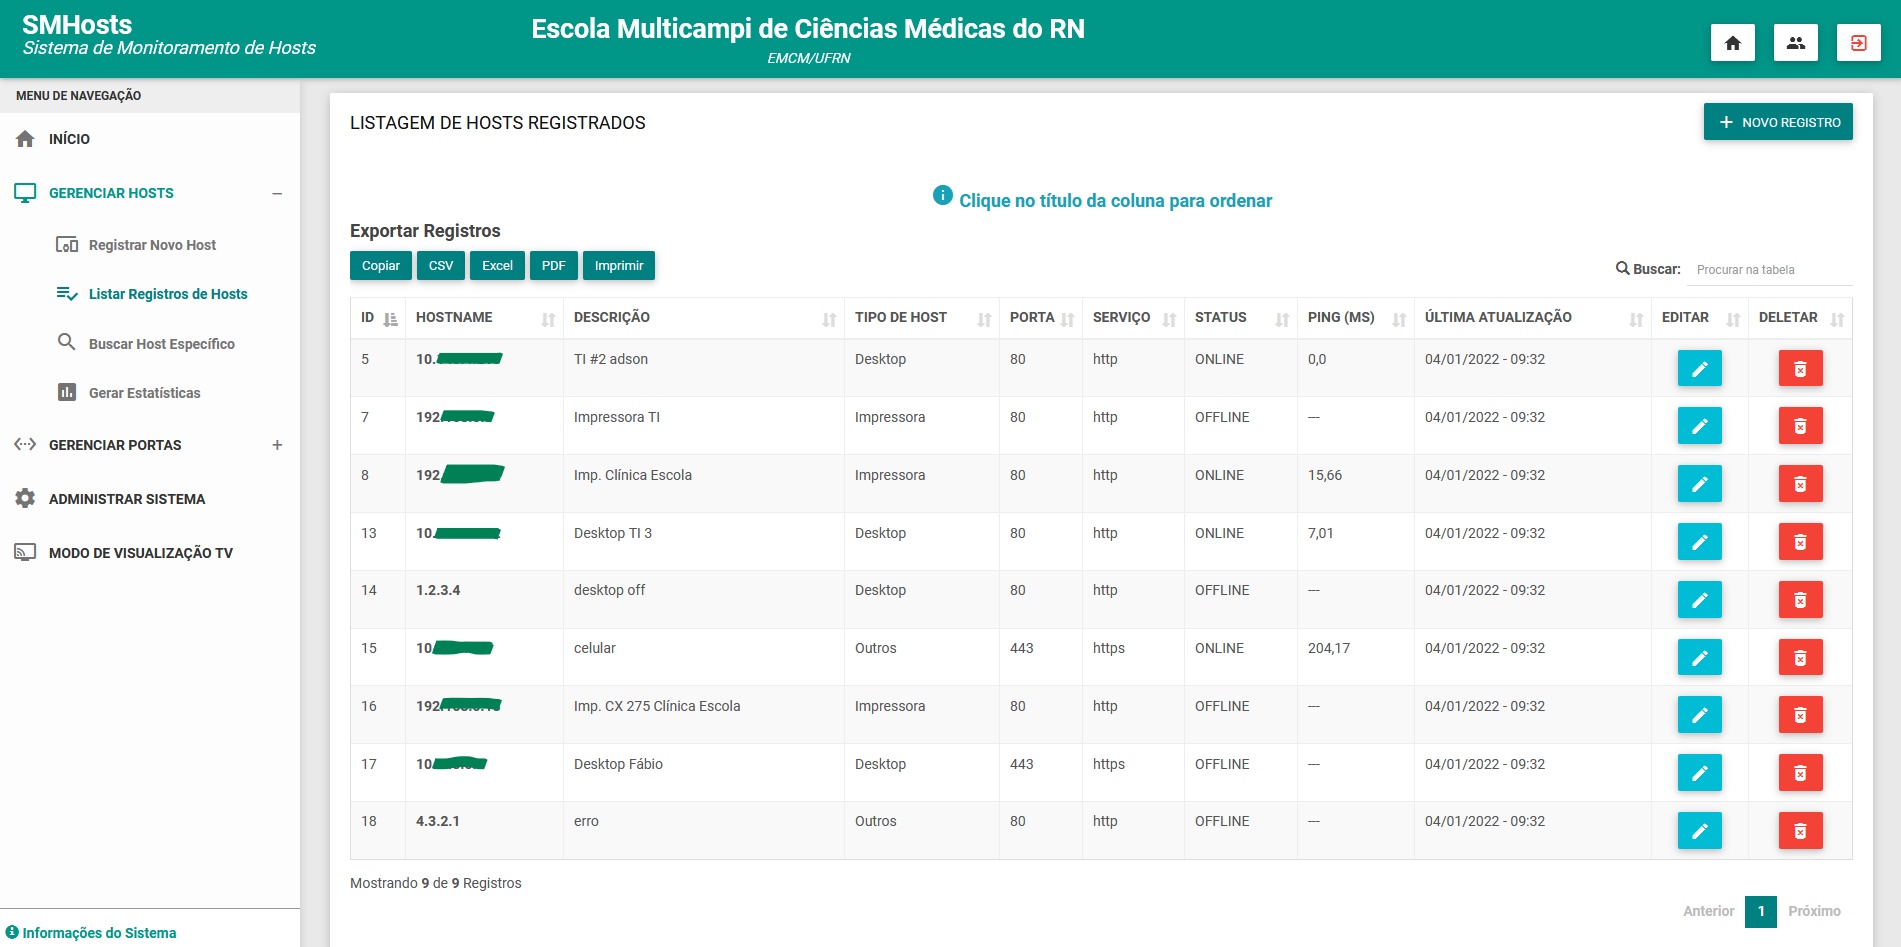 SMHosts
Sistema de Monitoramento de Hosts
Escola Multicampi de Ciências Médicas do RN
EMCM/UFRN
MENU DE NAVEGAÇÃO
INÍCIO
GERENCIAR HOSTS
Registrar Novo Host
Listar Registros de Hosts
Buscar Host Específico
Gerar Estatísticas
GERENCIAR PORTAS
ADMINISTRAR SISTEMA
MODO DE VISUALIZAÇÃO TV
Informações do Sistema
LISTAGEM DE HOSTS REGISTRADOS
+ NOVO REGISTRO
Clique no título da coluna para ordenar
Exportar Registros
Copiar CSV Excel PDF Imprimir
Buscar: Procurar na tabela
ID HOSTNAME DESCRIÇÃO TIPO DE HOST PORTA SERVIÇO STATUS PING (MS) ÚLTIMA ATUALIZAÇÃO EDITAR DELETAR
5 10. TI #2 adson Desktop 80 http ONLINE 0,0 04/01/2022 - 09:32
7 192. Impressora TI Impressora 80 http OFFLINE --- 04/01/2022 - 09:32
8 192 Imp. Clínica Escola Impressora 80 http ONLINE 15,66 04/01/2022 - 09:32
13 10. Desktop TI 3 Desktop 80 http ONLINE 7,01 04/01/2022 - 09:32
14 1.2.3.4 desktop off Desktop 80 http OFFLINE --- 04/01/2022 - 09:32
15 10 celular Outros 443 https ONLINE 204,17 04/01/2022 - 09:32
16 192. Imp. CX 275 Clínica Escola Impressora 80 http OFFLINE --- 04/01/2022 - 09:32
17 10 Desktop Fábio Desktop 443 https OFFLINE --- 04/01/2022 - 09:32
18 4.3.2.1 erro Outros 80 http OFFLINE --- 04/01/2022 - 09:32
Mostrando 9 de 9 Registros
Anterior 1 Próximo